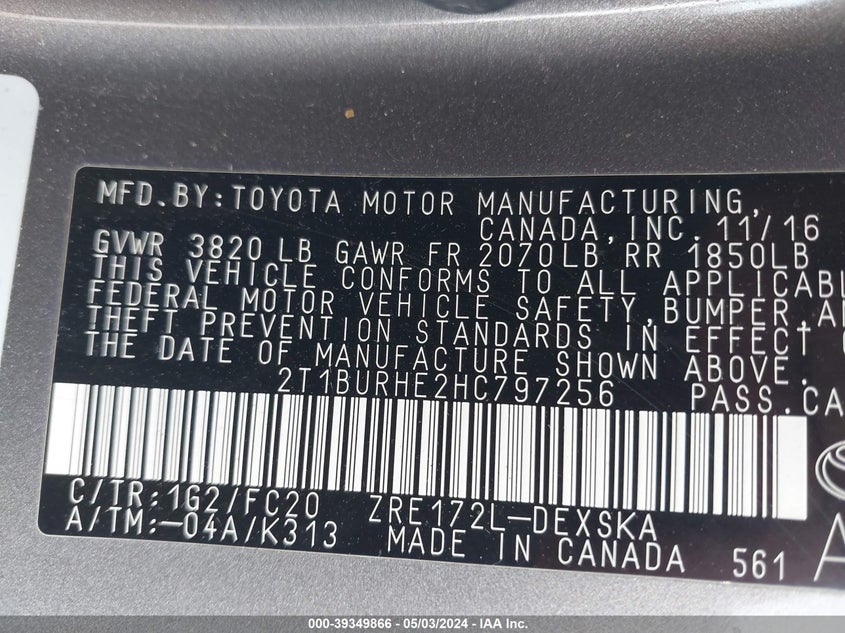 MFD.BY:TOYOTA MOTOR MANUFACTURING,
CANADA,INC. 11/16
GVWR 3820 LB GAWR FR 2070LB RR 1850LB
THIS VEHICLE CONFORMS TO ALL APPLICABL
FEDERAL MOTOR VEHICLE SAFETY,BUMPER,AN
THEFT PREVENTION STANDARDS IN EFFECT
THE DATE OF MANUFACTURE SHOWN ABOVE.
2T1BURHE2HC797256 PASS.CA
C/TR:1G2/FC20 ZRE172L-DEXSKA
A/TM:-04A/K313 MADE IN CANADA 561
000-39349866 - 05/03/2024 - IAA Inc.